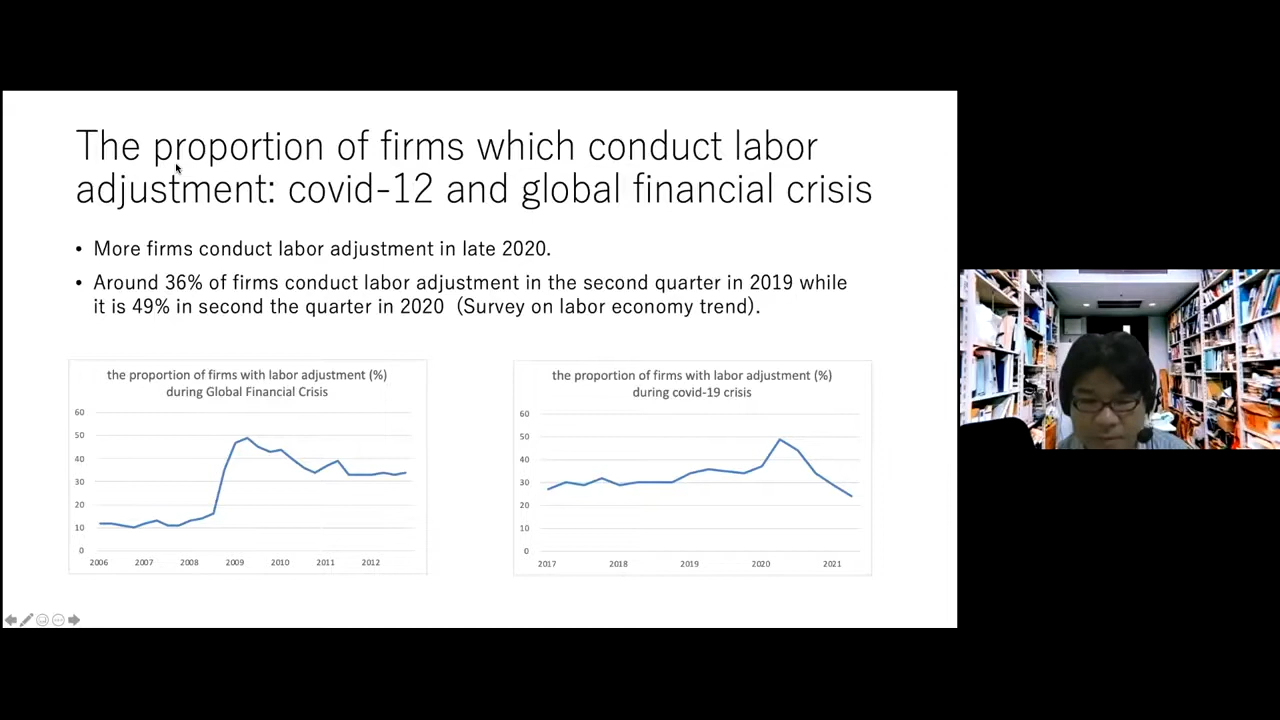 The proportion of firms which conduct labor
adjustment: covid-12 and global financial crisis
• More firms conduct labor adjustment in late 2020.
• Around 36% of firms conduct labor adjustment in the second quarter in 2019 while
it is 49% in second the quarter in 2020 (Survey on labor economy trend).
the proportion of firms with labor adjustment (%)
during Global Financial Crisis
60
50
40
30
20
10
0
2006 2007 2008 2009 2010 2011 2012
the proportion of firms with labor adjustment (%)
during covid-19 crisis
60
50
40
30
20
10
0
2017 2018 2019 2020 2021